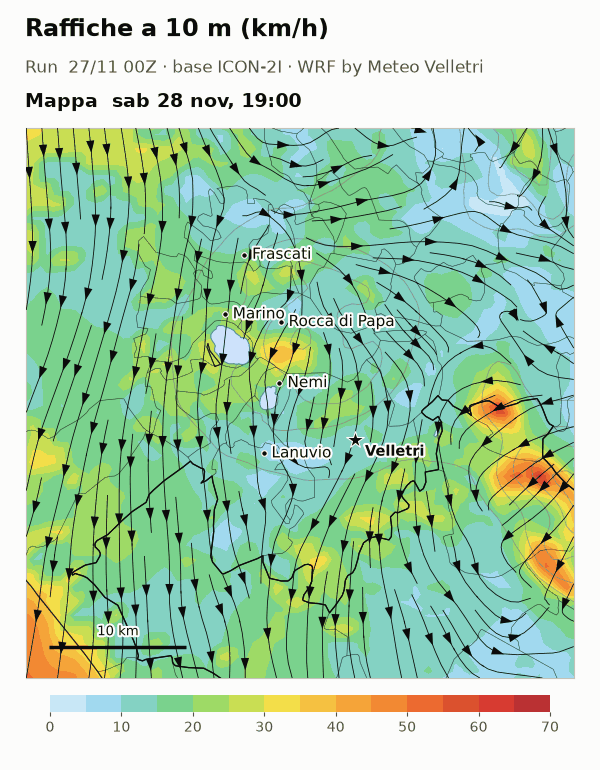 Raffiche a 10 m (km/h)
Run  27/11 00Z · base ICON-2I · WRF by Meteo Velletri
Mappa  sab 28 nov, 19:00
Frascati
Marino
Rocca di Papa
Nemi
Velletri
Lanuvio
10 km
0 10 20 30 40 50 60 70